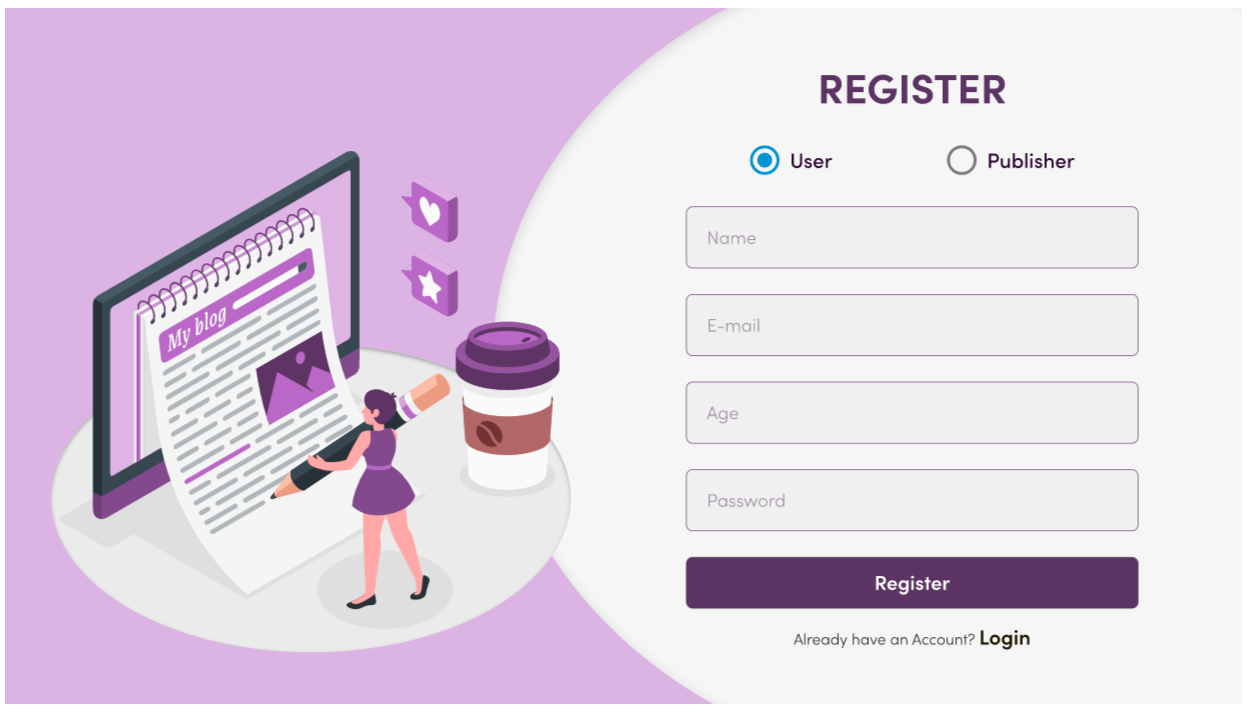 REGISTER
User Publisher
Name
E-mail
Age
Password
Register
Already have an Account? Login
My blog